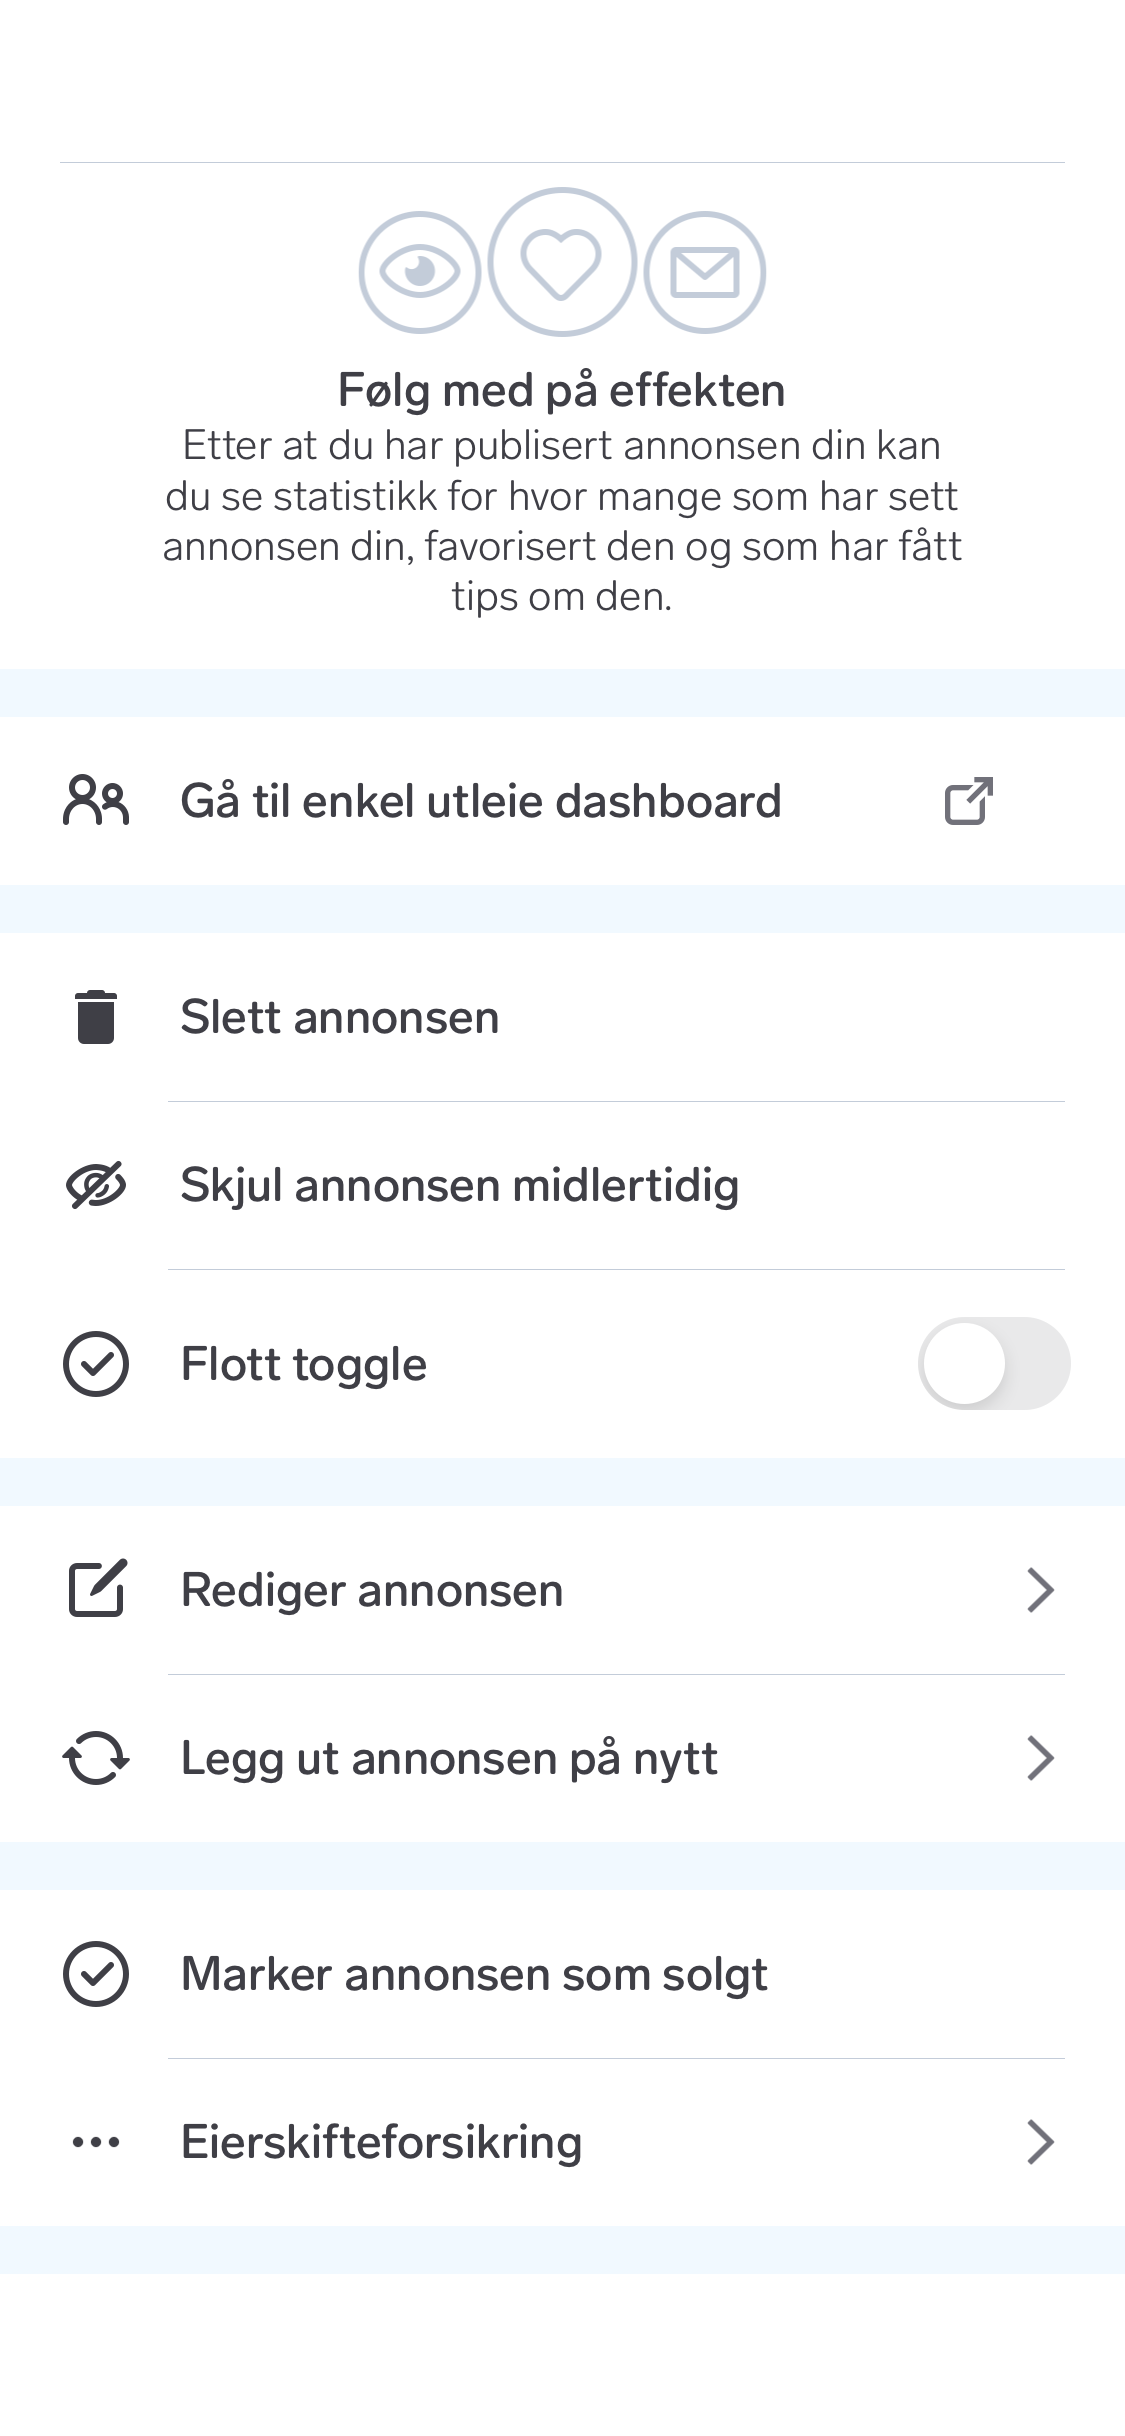 Følg med på effekten
Etter at du har publisert annonsen din kan
du se statistikk for hvor mange som har sett
annonsen din, favorisert den og som har fått
tips om den.
Gå til enkel utleie dashboard
Slett annonsen
Skjul annonsen midlertidig
Flott toggle
Rediger annonsen
Legg ut annonsen på nytt
Marker annonsen som solgt
Eierskifteforsikring